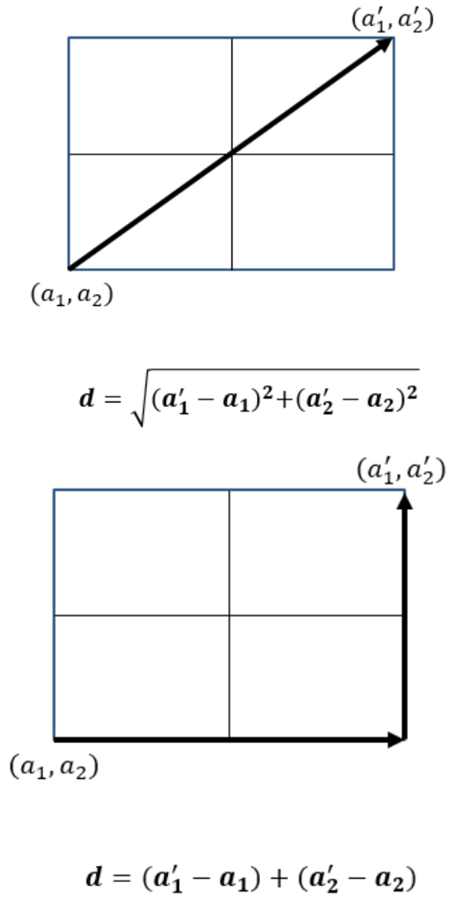 (a′₁, a′₂)
(a₁, a₂)
d = √(a′₁ − a₁)²+(a′₂ − a₂)²
(a′₁, a′₂)
(a₁, a₂)
d = (a′₁ − a₁) + (a′₂ − a₂)